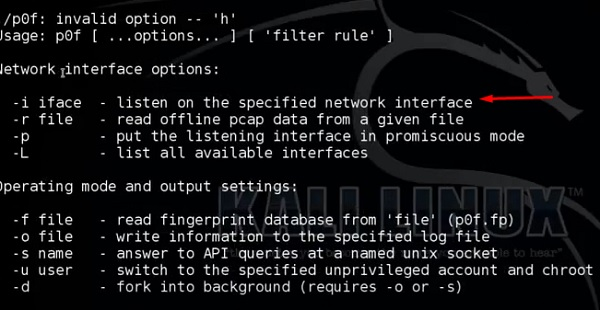 ./p0f: invalid option -- 'h'
Usage: p0f [ ...options... ] [ 'filter rule' ]
Network interface options:
-i iface - listen on the specified network interface
-r file - read offline pcap data from a given file
-p - put the listening interface in promiscuous mode
-L - list all available interfaces
Operating mode and output settings:
-f file - read fingerprint database from 'file' (p0f.fp)
-o file - write information to the specified log file
-s name - answer to API queries at a named unix socket
-u user - switch to the specified unprivileged account and chroot
-d - fork into background (requires -o or -s)
KALI LINUX™